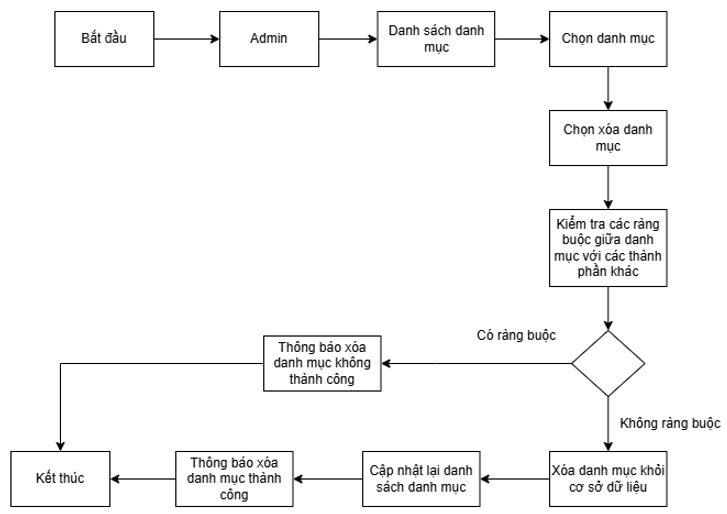 Bắt đầu
Admin
Danh sách danh
mục
Chọn danh mục
Chọn xóa danh
mục
Kiểm tra các ràng
buộc giữa danh
mục với các thành
phần khác
Có ràng buộc
Thông báo xóa
danh mục không
thành công
Không ràng buộc
Xóa danh mục khỏi
cơ sở dữ liệu
Cập nhật lại danh
sách danh mục
Thông báo xóa
danh mục thành
công
Kết thúc